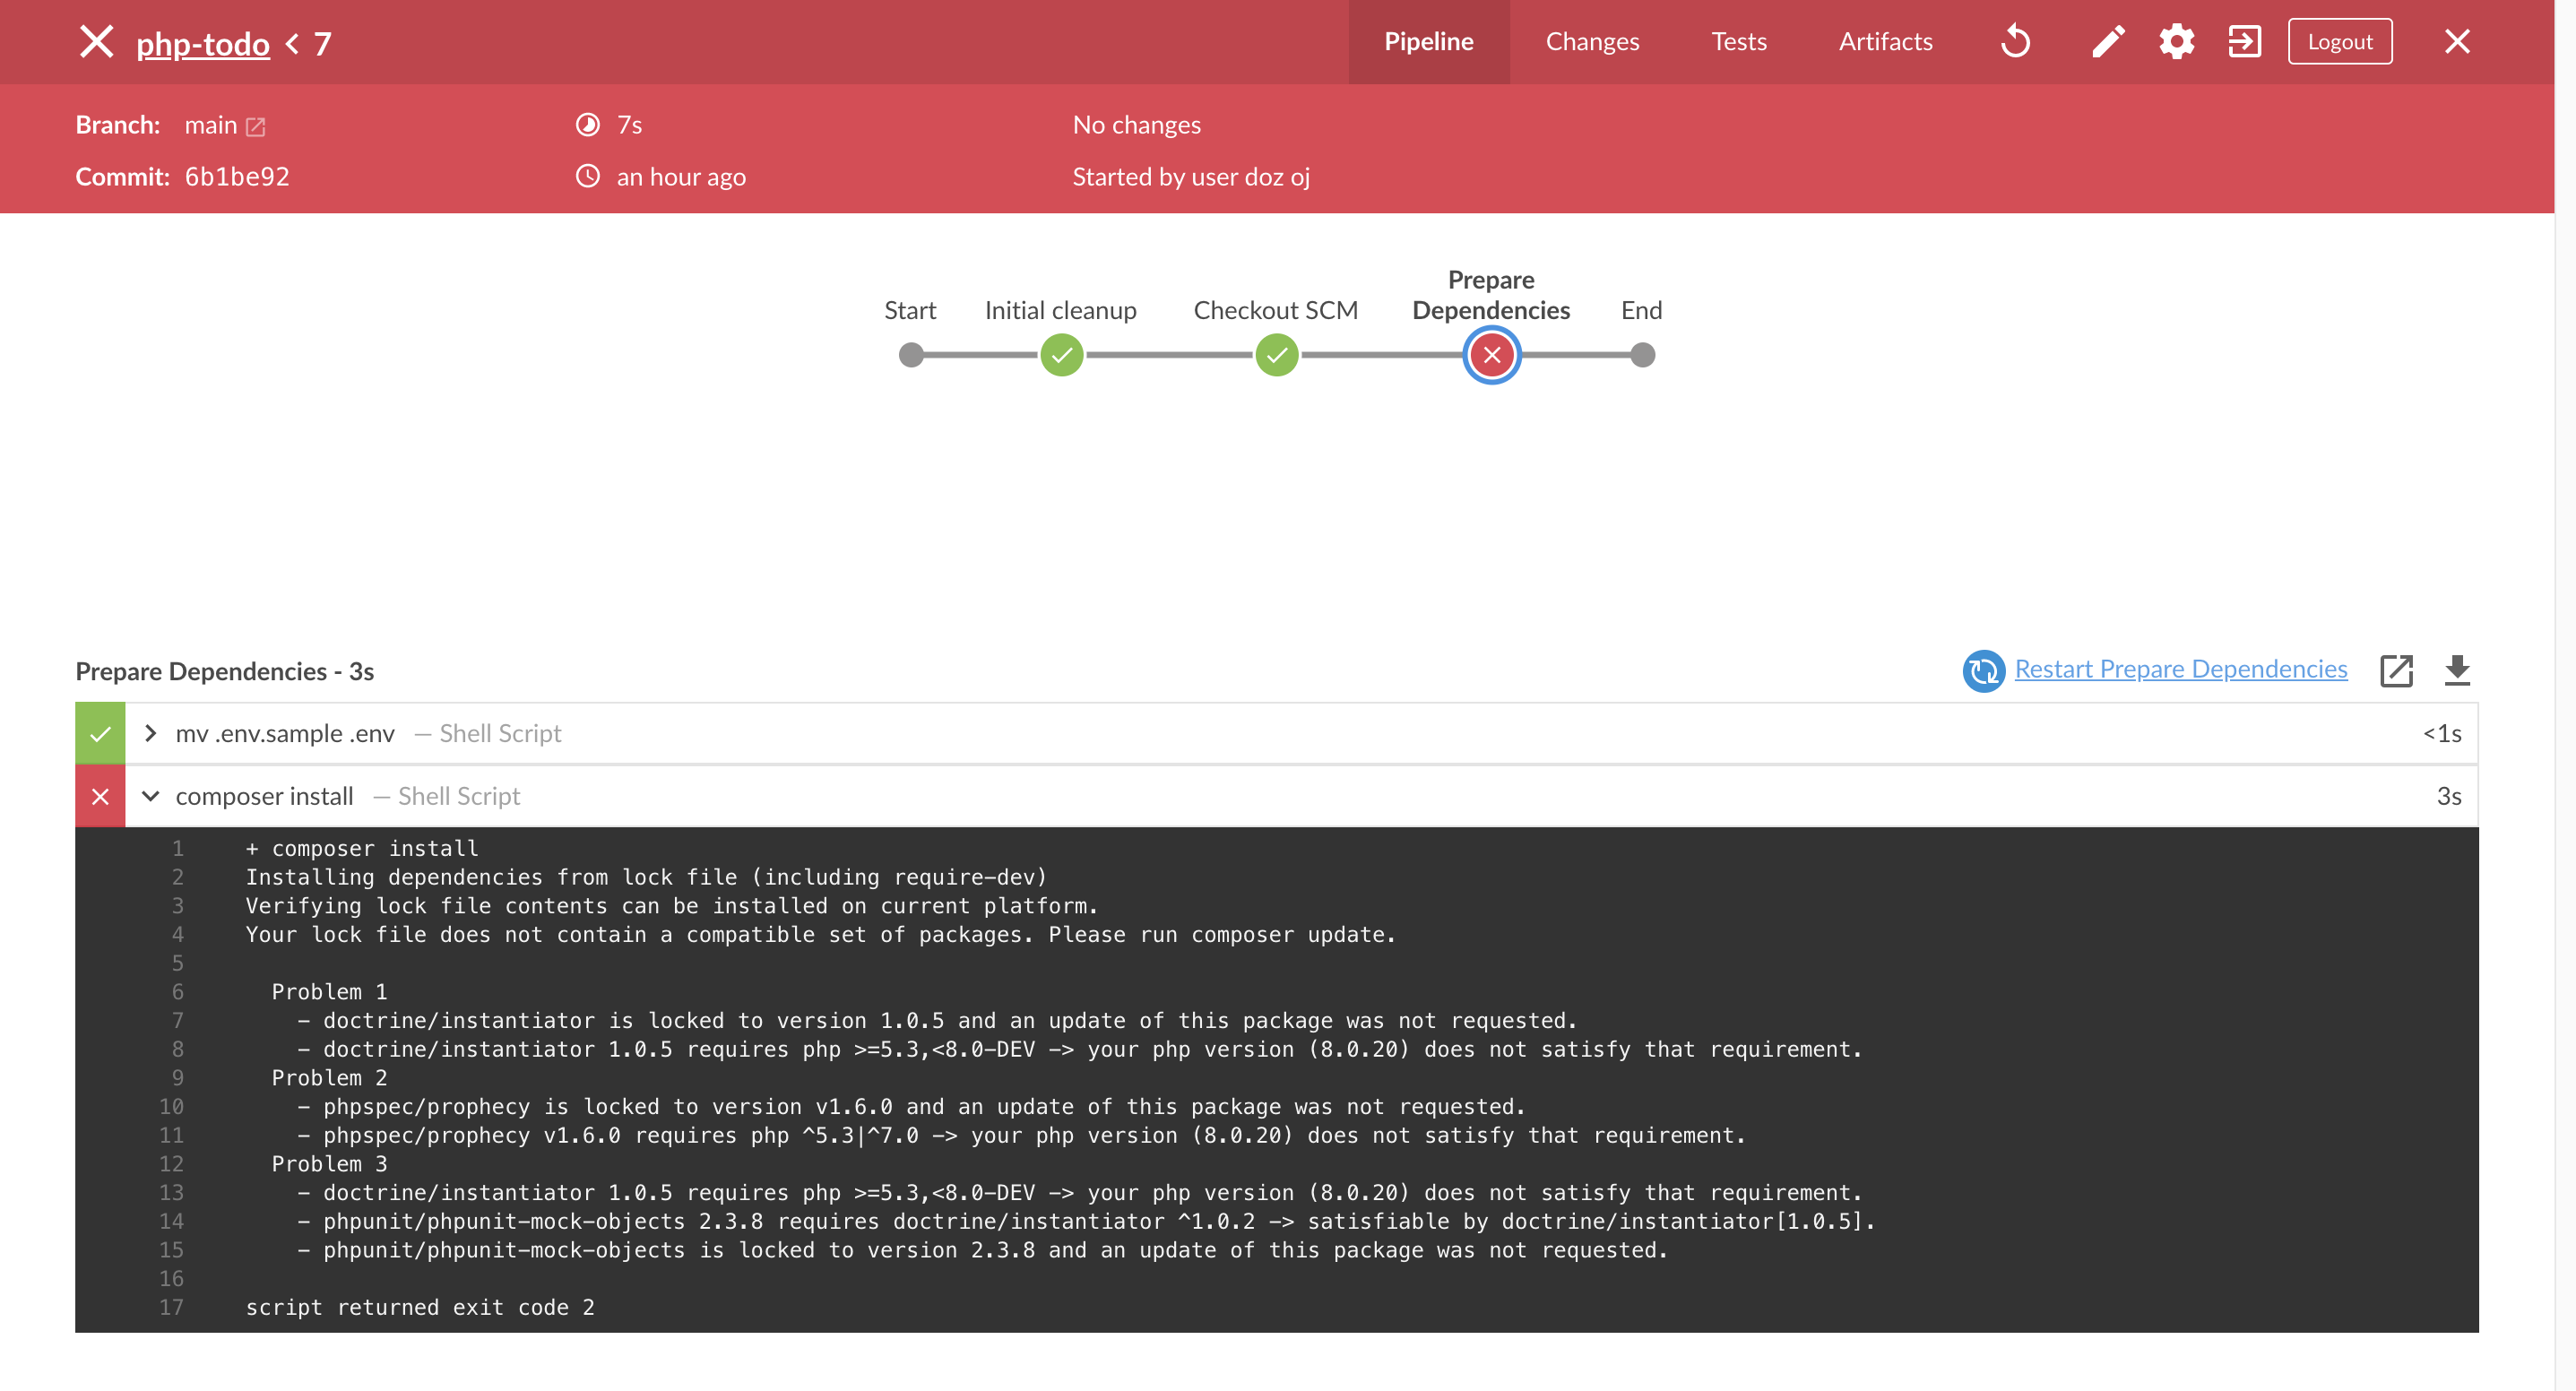 php-todo < 7
Pipeline
Changes
Tests
Artifacts
Logout
Branch: main
7s
No changes
Commit: 6b1be92
an hour ago
Started by user doz oj
Start
Initial cleanup
Checkout SCM
Prepare
Dependencies
End
Prepare Dependencies - 3s
Restart Prepare Dependencies
mv .env.sample .env — Shell Script
<1s
composer install — Shell Script
3s
1 + composer install
2 Installing dependencies from lock file (including require-dev)
3 Verifying lock file contents can be installed on current platform.
4 Your lock file does not contain a compatible set of packages. Please run composer update.
5
6 Problem 1
7 - doctrine/instantiator is locked to version 1.0.5 and an update of this package was not requested.
8 - doctrine/instantiator 1.0.5 requires php >=5.3,<8.0-DEV -> your php version (8.0.20) does not satisfy that requirement.
9 Problem 2
10 - phpspec/prophecy is locked to version v1.6.0 and an update of this package was not requested.
11 - phpspec/prophecy v1.6.0 requires php ^5.3|^7.0 -> your php version (8.0.20) does not satisfy that requirement.
12 Problem 3
13 - doctrine/instantiator 1.0.5 requires php >=5.3,<8.0-DEV -> your php version (8.0.20) does not satisfy that requirement.
14 - phpunit/phpunit-mock-objects 2.3.8 requires doctrine/instantiator ^1.0.2 -> satisfiable by doctrine/instantiator[1.0.5].
15 - phpunit/phpunit-mock-objects is locked to version 2.3.8 and an update of this package was not requested.
16
17 script returned exit code 2